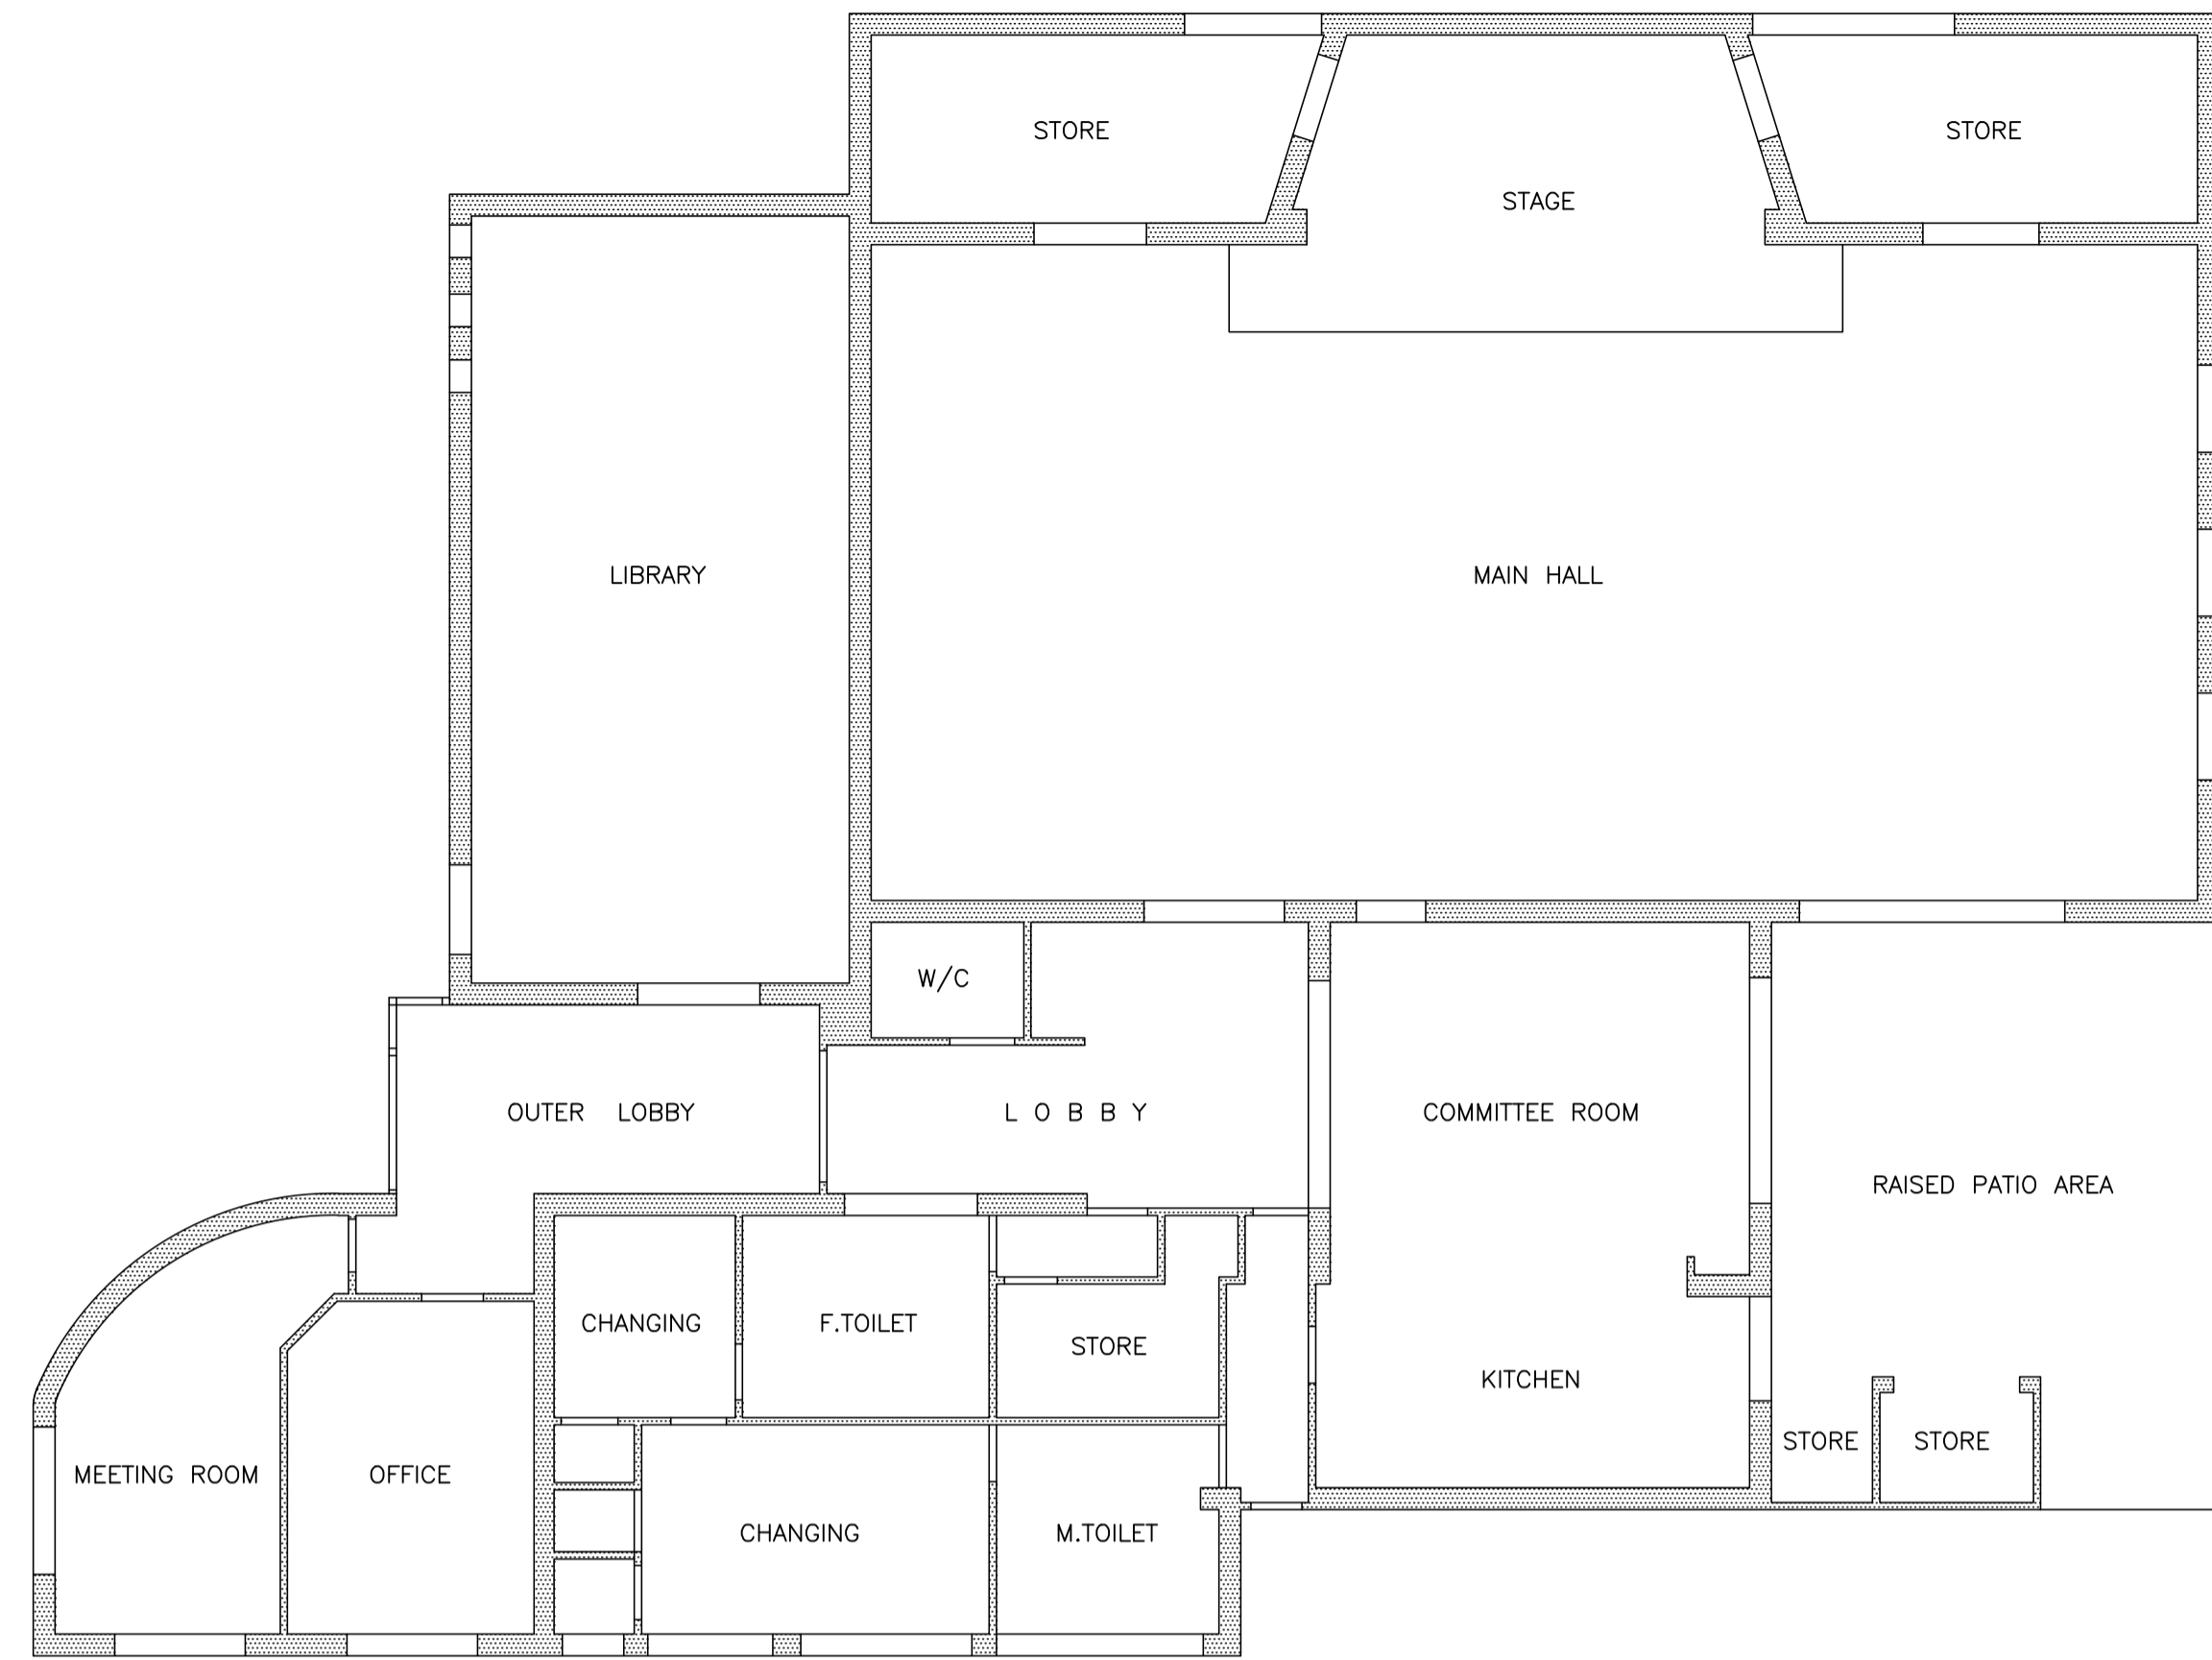 STORE
STORE
STAGE
LIBRARY
MAIN HALL
W/C
OUTER LOBBY
L O B B Y
COMMITTEE ROOM
RAISED PATIO AREA
CHANGING
F.TOILET
STORE
KITCHEN
STORE
STORE
MEETING ROOM
OFFICE
CHANGING
M.TOILET